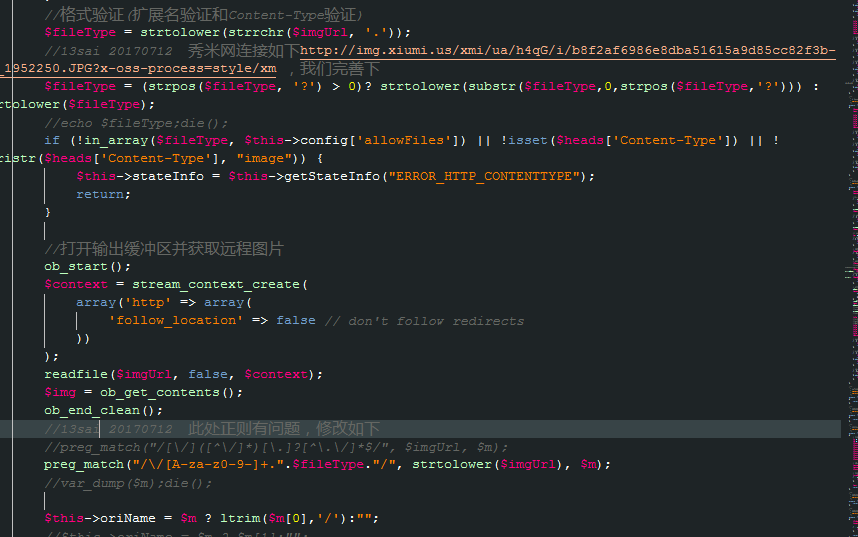 //格式验证(扩展名验证和Content-Type验证)
$fileType = strtolower(strrchr($imgUrl, '.'));
//13sai 20170712 秀米网连接如下http://img.xiumi.us/xmi/ua/h4qG/i/b8f2af6986e8dba51615a9d85cc82f3b-
_1952250.JPG?x-oss-process=style/xm ，我们完善下
$fileType = (strpos($fileType, '?') > 0)? strtolower(substr($fileType,0,strpos($fileType,'?'))) :
rtolower($fileType);
//echo $fileType;die();
if (!in_array($fileType, $this->config['allowFiles']) || !isset($heads['Content-Type']) || !
ristr($heads['Content-Type'], "image")) {
$this->stateInfo = $this->getStateInfo("ERROR_HTTP_CONTENTTYPE");
return;
}
//打开输出缓冲区并获取远程图片
ob_start();
$context = stream_context_create(
array('http' => array(
'follow_location' => false // don't follow redirects
))
);
readfile($imgUrl, false, $context);
$img = ob_get_contents();
ob_end_clean();
//13sai 20170712 此处正则有问题，修改如下
//preg_match("/[\/]([^\/]*)[\.]?[^\.\/]*$/", $imgUrl, $m);
preg_match("/\/[A-za-z0-9-]+.".$fileType."/", strtolower($imgUrl), $m);
//var_dump($m);die();
$this->oriName = $m ? ltrim($m[0],'/'):"";
//$this->oriName = $m ? $m[1]:"";